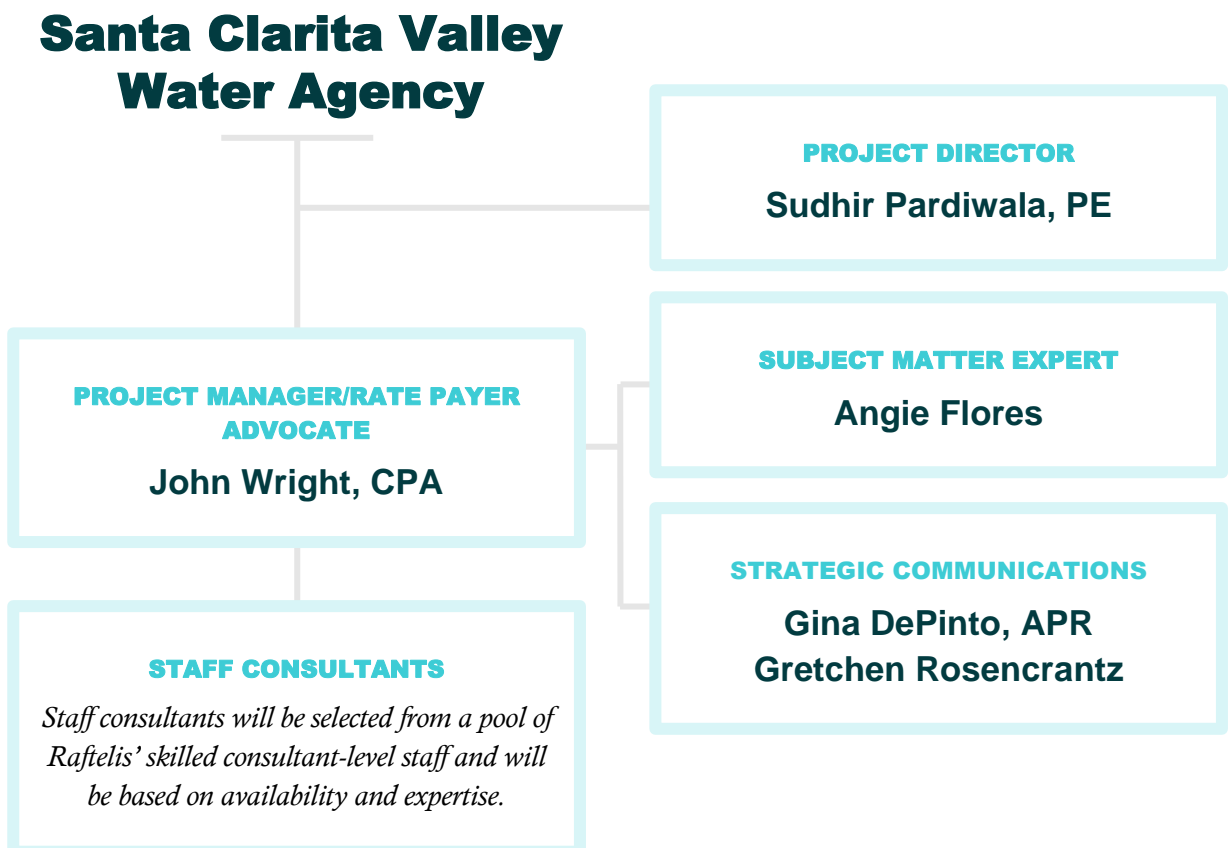 Santa Clarita Valley
Water Agency
PROJECT DIRECTOR
Sudhir Pardiwala, PE
PROJECT MANAGER/RATE PAYER
ADVOCATE
John Wright, CPA
SUBJECT MATTER EXPERT
Angie Flores
STRATEGIC COMMUNICATIONS
Gina DePinto, APR
Gretchen Rosencrantz
STAFF CONSULTANTS
Staff consultants will be selected from a pool of
Raftelis’ skilled consultant-level staff and will
be based on availability and expertise.